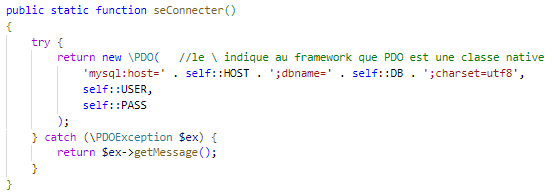 public static function seConnecter()
{
    try {
        return new \PDO(   //le \ indique au framework que PDO est une classe native
            'mysql:host=' . self::HOST . ';dbname=' . self::DB . ';charset=utf8',
            self::USER,
            self::PASS
        );
    } catch (\PDOException $ex) {
        return $ex->getMessage();
    }
}